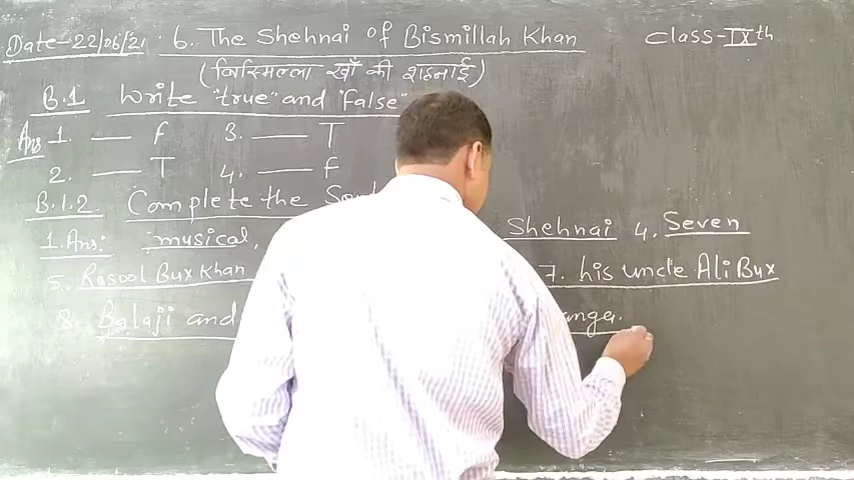 Date-22/06/21 6. The Shehnai of Bismillah Khan Class-IXth
(बिस्मिल्ला खाँ की शहनाई)
B.1 Write "true" and "false"
Ans 1. — F 3. — T
2. — T 4. — F
B.1.2 Complete the
1. Ans: musical, Shehnai 4. Seven
5. Rasool Bux Khan 7. his uncle Ali Bux
8. Balaji and